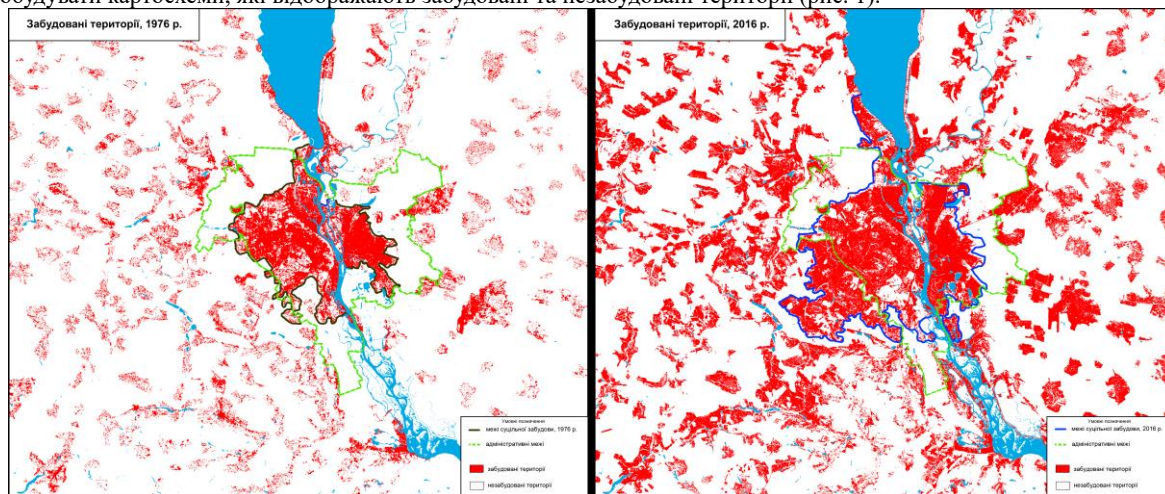 обудувати картосхеми, які відображають забудовані та незабудовані території (рис. 1).
Забудовані території, 1976 р.
Умовні позначення
межі суцільної забудови, 1976 р.
адміністративні межі
забудовані території
незабудовані території
Забудовані території, 2016 р.
Умовні позначення
межі суцільної забудови, 2016 р.
адміністративні межі
забудовані території
незабудовані території